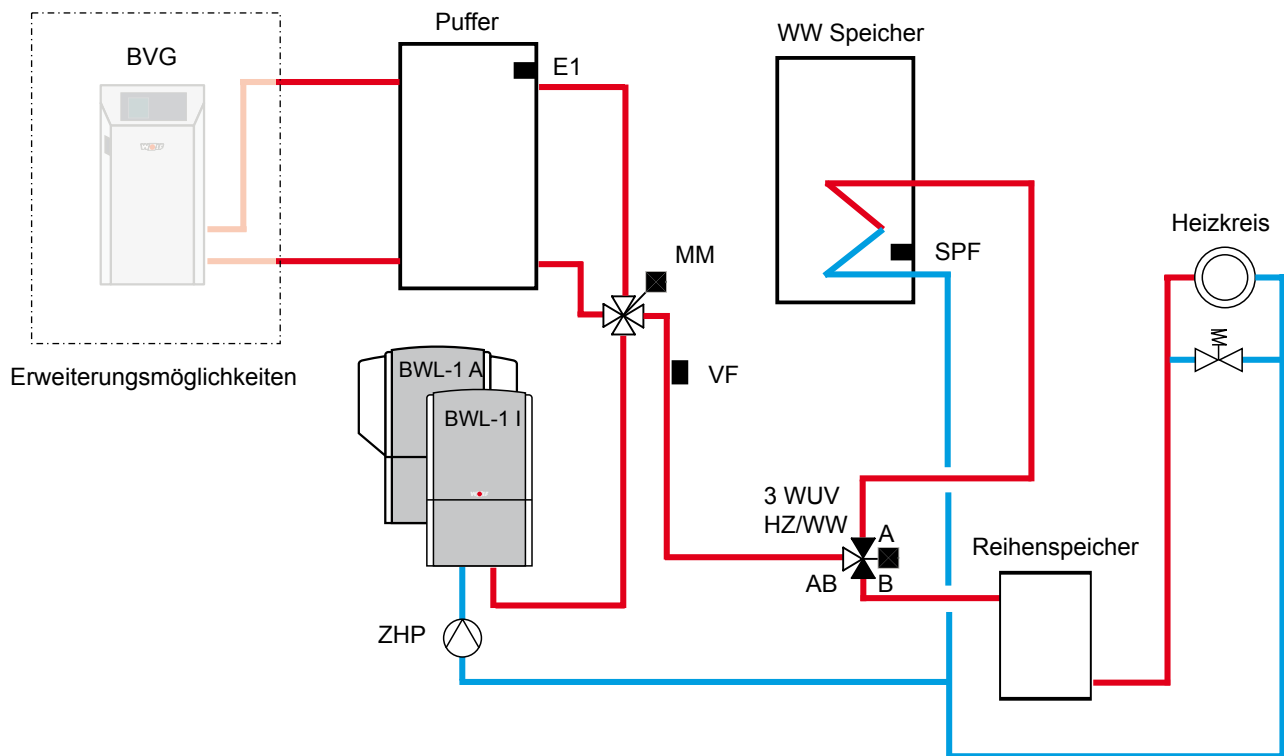 Puffer
WW Speicher
BVG
E1
MM
SPF
Heizkreis
Erweiterungsmöglichkeiten
BWL-1 A
VF
BWL-1 I
3 WUV
HZ/WW
A
Reihenspeicher
AB
B
ZHP